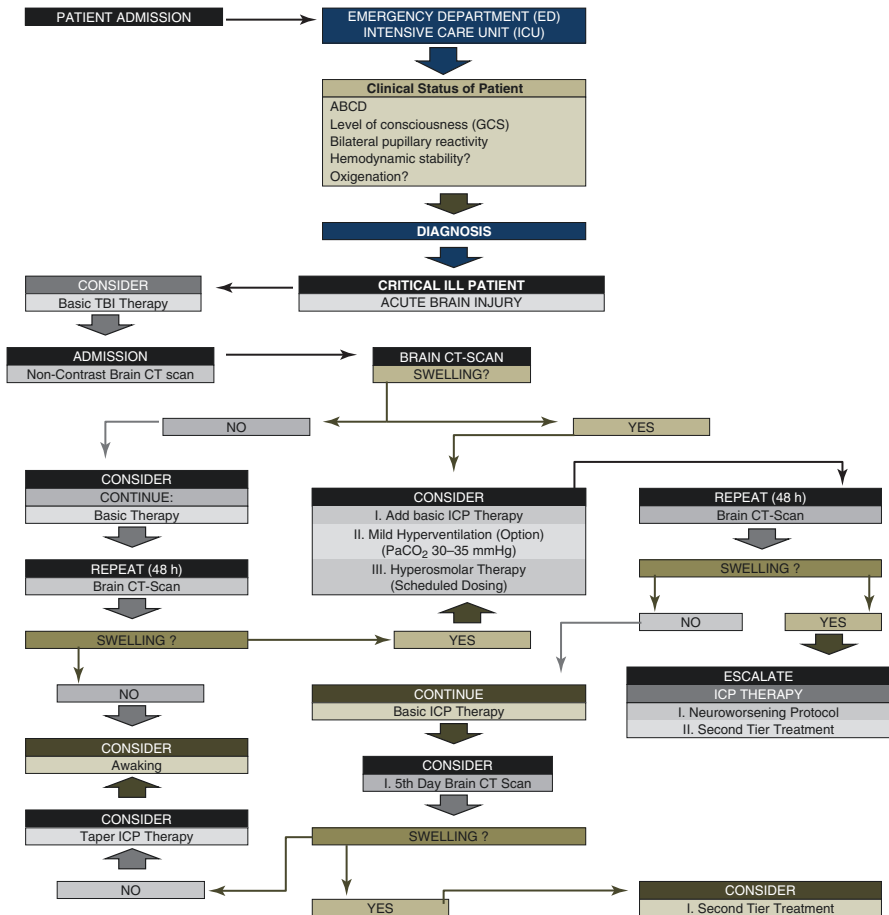 PATIENT ADMISSION
EMERGENCY DEPARTMENT (ED)
INTENSIVE CARE UNIT (ICU)
Clinical Status of Patient
ABCD
Level of consciousness (GCS)
Bilateral pupillary reactivity
Hemodynamic stability?
Oxigenation?
DIAGNOSIS
CRITICAL ILL PATIENT
ACUTE BRAIN INJURY
CONSIDER
Basic TBI Therapy
ADMISSION
Non-Contrast Brain CT scan
BRAIN CT-SCAN
SWELLING?
NO
YES
CONSIDER
CONTINUE:
Basic Therapy
REPEAT (48 h)
Brain CT-Scan
SWELLING ?
NO
CONSIDER
Awaking
CONSIDER
Taper ICP Therapy
NO
CONSIDER
I. Add basic ICP Therapy
II. Mild Hyperventilation (Option)
(PaCO2 30–35 mmHg)
III. Hyperosmolar Therapy
(Scheduled Dosing)
YES
CONTINUE
Basic ICP Therapy
CONSIDER
I. 5th Day Brain CT Scan
SWELLING ?
YES
REPEAT (48 h)
Brain CT-Scan
SWELLING ?
NO
YES
ESCALATE
ICP THERAPY
I. Neuroworsening Protocol
II. Second Tier Treatment
CONSIDER
I. Second Tier Treatment